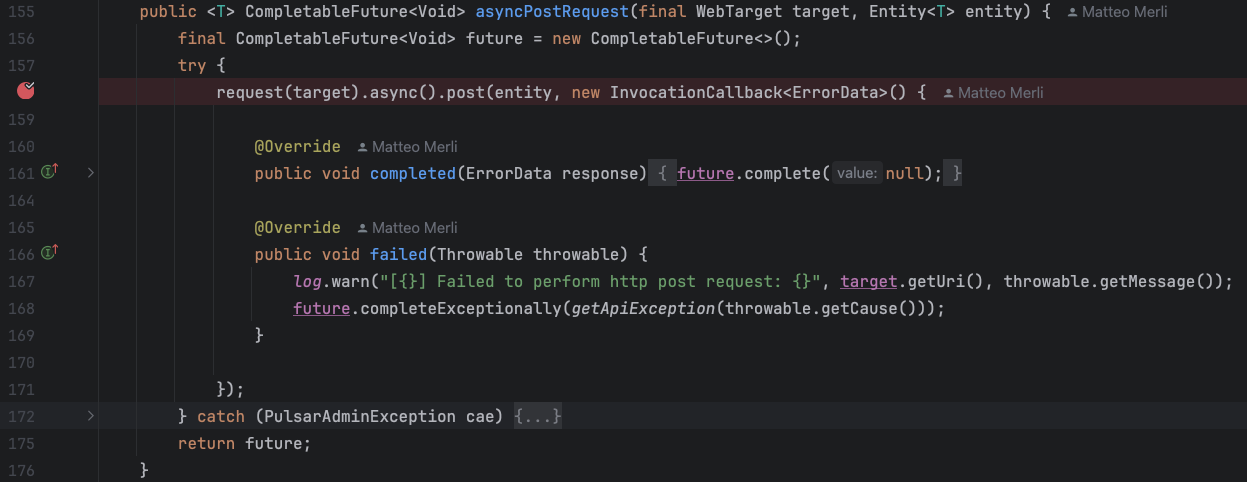 155 public <T> CompletableFuture<Void> asyncPostRequest(final WebTarget target, Entity<T> entity) { Matteo Merli
156 final CompletableFuture<Void> future = new CompletableFuture<>();
157 try {
request(target).async().post(entity, new InvocationCallback<ErrorData>() { Matteo Merli
159
160 @Override Matteo Merli
161 public void completed(ErrorData response) { future.complete( value: null); }
164
165 @Override Matteo Merli
166 public void failed(Throwable throwable) {
167 log.warn("[{}] Failed to perform http post request: {}", target.getUri(), throwable.getMessage());
168 future.completeExceptionally(getApiException(throwable.getCause()));
169 }
170
171 });
172 } catch (PulsarAdminException cae) {...}
175 return future;
176 }